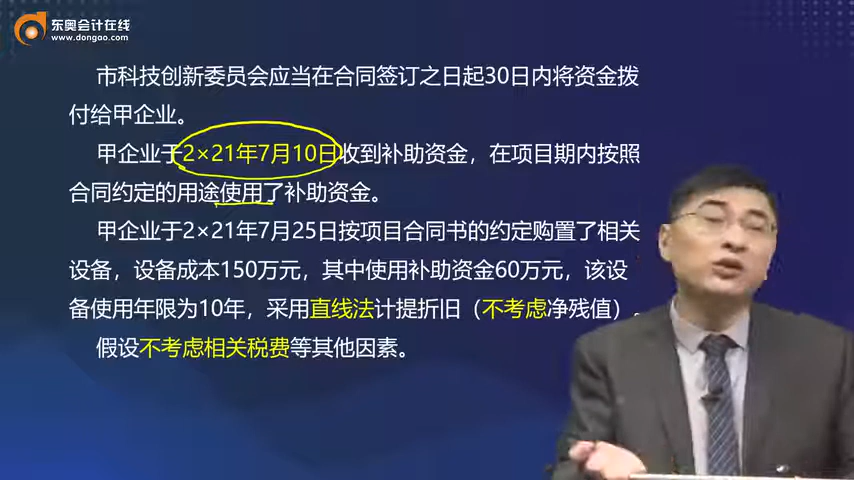 东奥会计在线
www.dongao.com
市科技创新委员会应当在合同签订之日起30日内将资金拨
付给甲企业。
甲企业于2×21年7月10日收到补助资金，在项目期内按照
合同约定的用途使用了补助资金。
甲企业于2×21年7月25日按项目合同书的约定购置了相关
设备，设备成本150万元，其中使用补助资金60万元，该设
备使用年限为10年，采用直线法计提折旧（不考虑净残值）。
假设不考虑相关税费等其他因素。